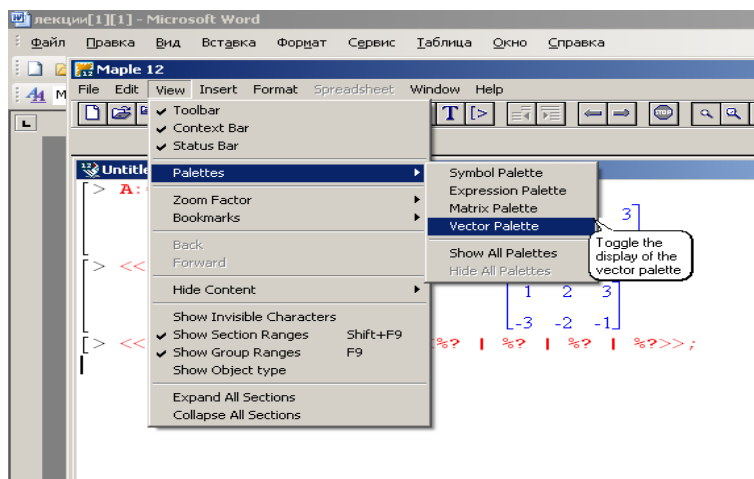 лекции[1][1] - Microsoft Word
Файл Правка Вид Вставка Формат Сервис Таблица Окно Справка
Maple 12
File Edit View Insert Format Spreadsheet Window Help
Toolbar
Context Bar
Status Bar
Palettes
Zoom Factor
Bookmarks
Back
Forward
Hide Content
Show Invisible Characters
Show Section Ranges Shift+F9
Show Group Ranges F9
Show Object type
Expand All Sections
Collapse All Sections
Symbol Palette
Expression Palette
Matrix Palette
Vector Palette
Show All Palettes
Hide All Palettes
Toggle the
display of the
vector palette
Untitle
> A:
3
> <<
1 2 3
-3 -2 -1
> << %? | %? | %? | %?>>;